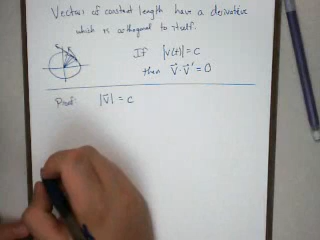 Vectors of constant length have a derivative
which is orthogonal to itself.
If |v(t)| = c
then v⃗ · v⃗ ' = 0
Proof: |v⃗| = c